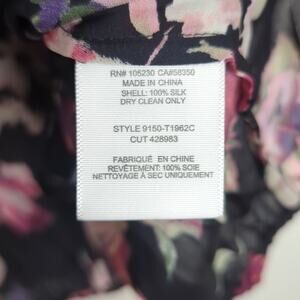 RN# 105230 CA#58350
MADE IN CHINA
SHELL: 100% SILK
DRY CLEAN ONLY
STYLE 9150-T1962C
CUT 428983
FABRIQUÉ EN CHINE
REVÊTEMENT: 100% SOIE
NETTOYAGE À SEC UNIQUEMENT